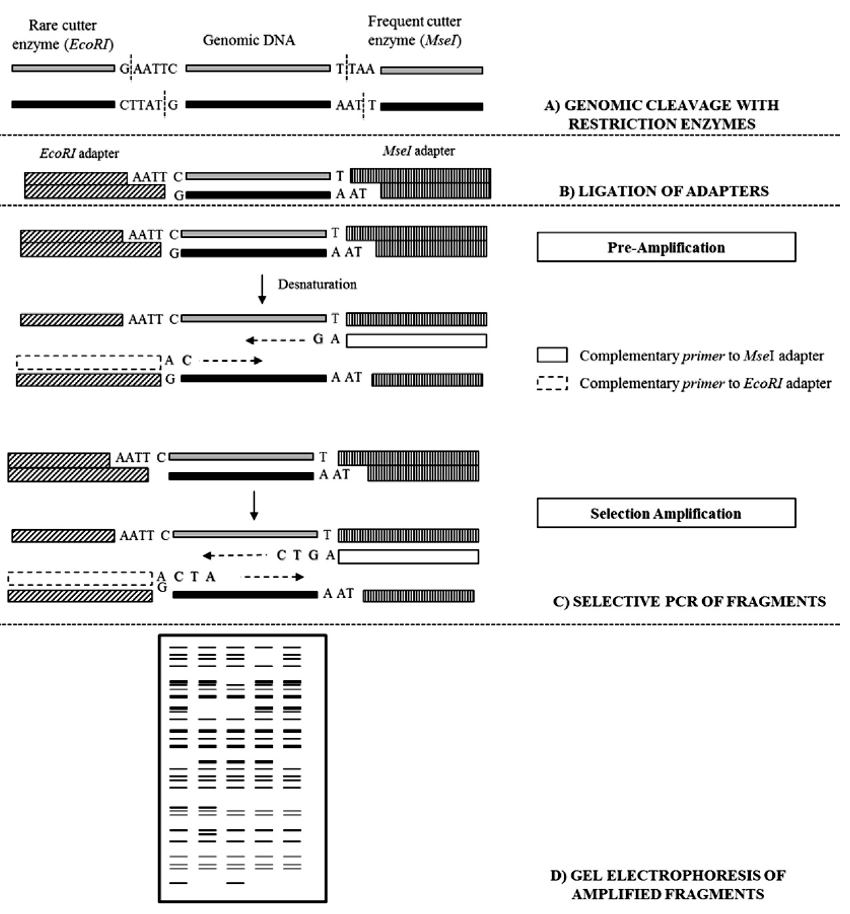 Rare cutter
enzyme (EcoRI)
Genomic DNA
Frequent cutter
enzyme (MseI)
G AATTC
T TAA
CTTAT G
AAT T
A) GENOMIC CLEAVAGE WITH
RESTRICTION ENZYMES
EcoRI adapter
MseI adapter
AATT C
T
G
A AT
B) LIGATION OF ADAPTERS
AATT C
T
G
A AT
Pre-Amplification
Desnaturation
AATT C
T
G A
A C
G
A AT
Complementary primer to MseI adapter
Complementary primer to EcoRI adapter
AATT C
T
A AT
Selection Amplification
AATT C
T
C T G A
A C T A
G
A AT
C) SELECTIVE PCR OF FRAGMENTS
D) GEL ELECTROPHORESIS OF
AMPLIFIED FRAGMENTS